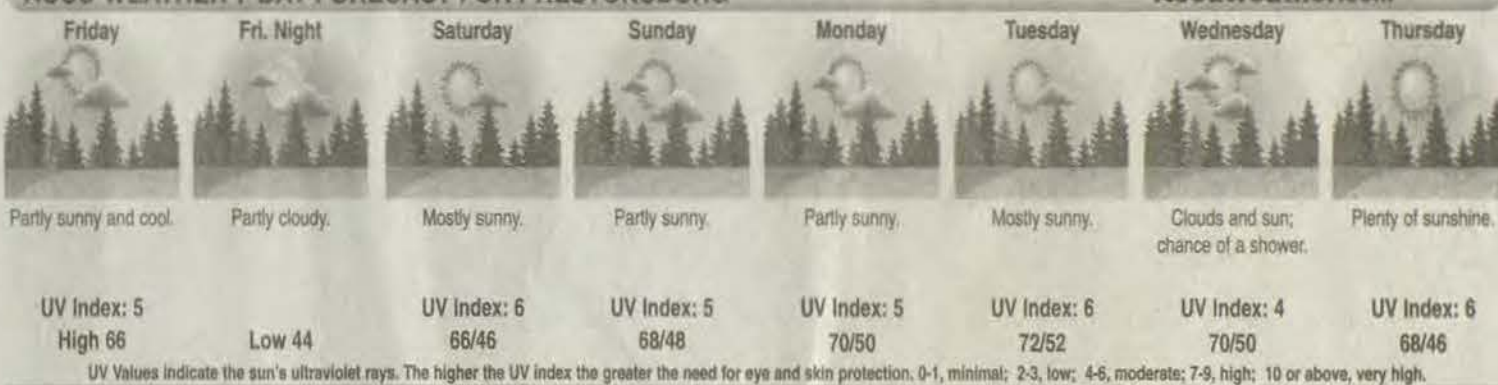 Friday Fri. Night Saturday Sunday Monday Tuesday Wednesday Thursday
Partly sunny and cool. Partly cloudy. Mostly sunny. Partly sunny. Partly sunny. Mostly sunny. Clouds and sun; Plenty of sunshine.
chance of a shower.
UV Index: 5 UV Index: 6 UV Index: 5 UV Index: 5 UV Index: 6 UV Index: 4 UV Index: 6
High 66 Low 44 66/46 68/48 70/50 72/52 70/50 68/46
UV Values indicate the sun's ultraviolet rays. The higher the UV index the greater the need for eye and skin protection. 0-1, minimal; 2-3, low; 4-6, moderate; 7-9, high; 10 or above, very high.